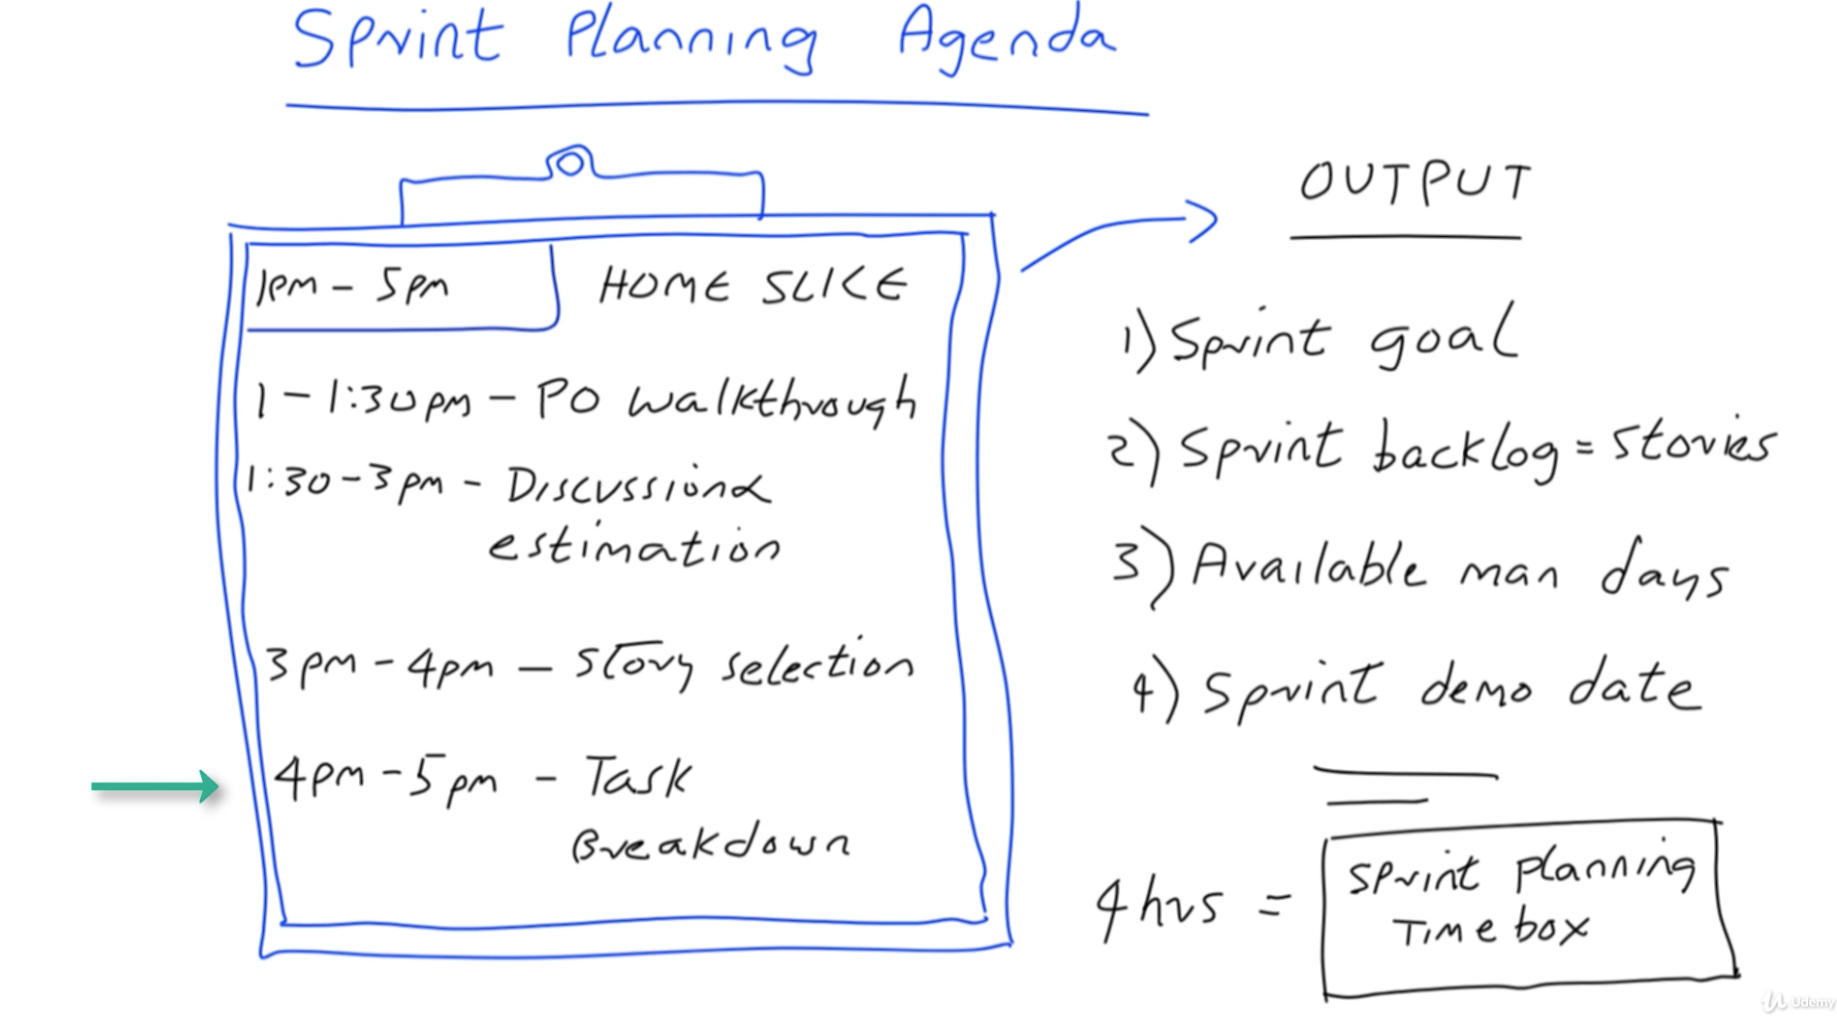 Sprint Planning Agenda
1pm - 5pm HOME SLICE
1 - 1:30pm - PO walkthrough
1:30 - 3pm - Discussion &
estimation
3pm - 4pm - Story selection
4pm - 5pm - Task
Breakdown
OUTPUT
1) Sprint goal
2) Sprint backlog = stories
3) Available man days
4) Sprint demo date
4hrs = Sprint planning
Time box
Udemy